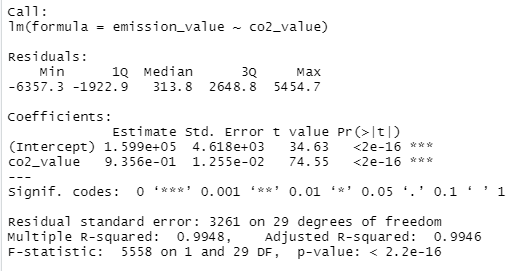 Call:
lm(formula = emission_value ~ co2_value)
Residuals:
Min 1Q Median 3Q Max
-6357.3 -1922.9 313.8 2648.8 5454.7
Coefficients:
Estimate Std. Error t value Pr(>|t|)
(Intercept) 1.599e+05 4.618e+03 34.63 <2e-16 ***
co2_value 9.356e-01 1.255e-02 74.55 <2e-16 ***
---
Signif. codes: 0 ‘***’ 0.001 ‘**’ 0.01 ‘*’ 0.05 ‘.’ 0.1 ‘ ’ 1
Residual standard error: 3261 on 29 degrees of freedom
Multiple R-squared: 0.9948, Adjusted R-squared: 0.9946
F-statistic: 5558 on 1 and 29 DF, p-value: < 2.2e-16